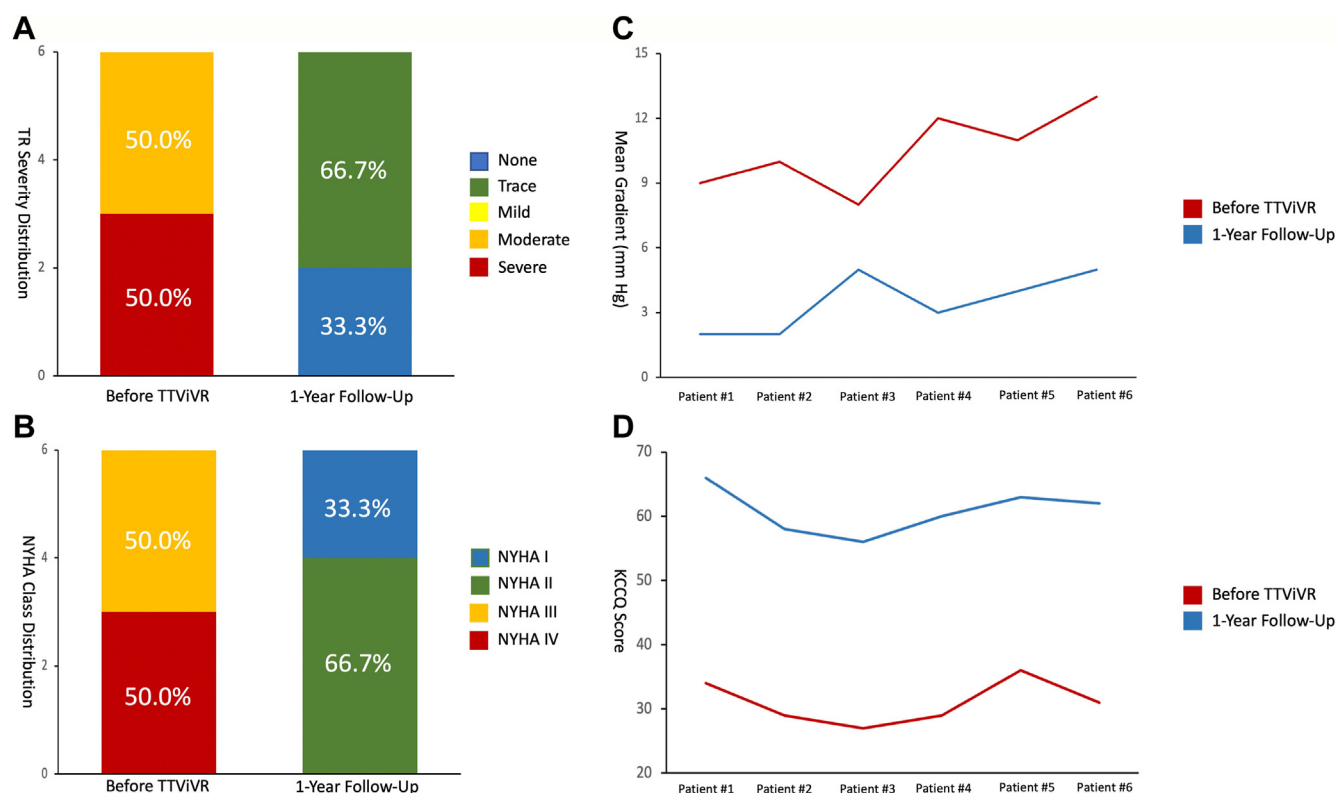 A
TR Severity Distribution
6
4
2
0
50.0%
50.0%
66.7%
33.3%
Before TTViVR
1-Year Follow-Up
None
Trace
Mild
Moderate
Severe
B
NYHA Class Distribution
6
4
2
0
50.0%
50.0%
33.3%
66.7%
Before TTViVR
1-Year Follow-Up
NYHA I
NYHA II
NYHA III
NYHA IV
C
Mean Gradient (mm Hg)
15
12
9
6
3
0
Patient #1
Patient #2
Patient #3
Patient #4
Patient #5
Patient #6
Before TTViVR
1-Year Follow-Up
D
KCCQ Score
70
60
50
40
30
20
Patient #1
Patient #2
Patient #3
Patient #4
Patient #5
Patient #6
Before TTViVR
1-Year Follow-Up